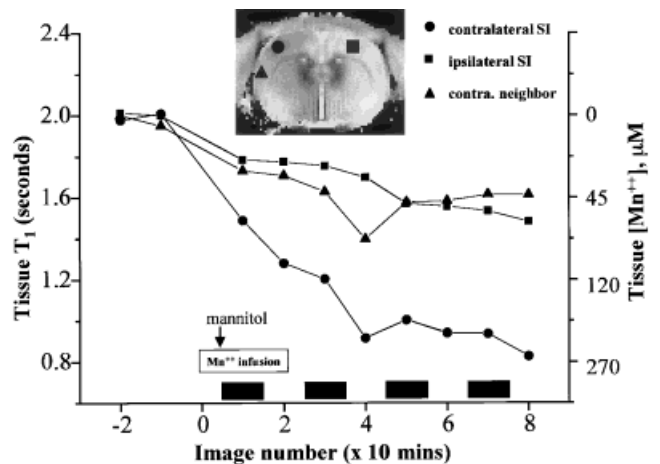 2.4
2.0
1.6
1.2
0.8
Tissue T1 (seconds)
contralateral SI
ipsilateral SI
contra. neighbor
0
45
120
270
Tissue [Mn++], µM
mannitol
Mn++ infusion
-2 0 2 4 6 8
Image number (x 10 mins)